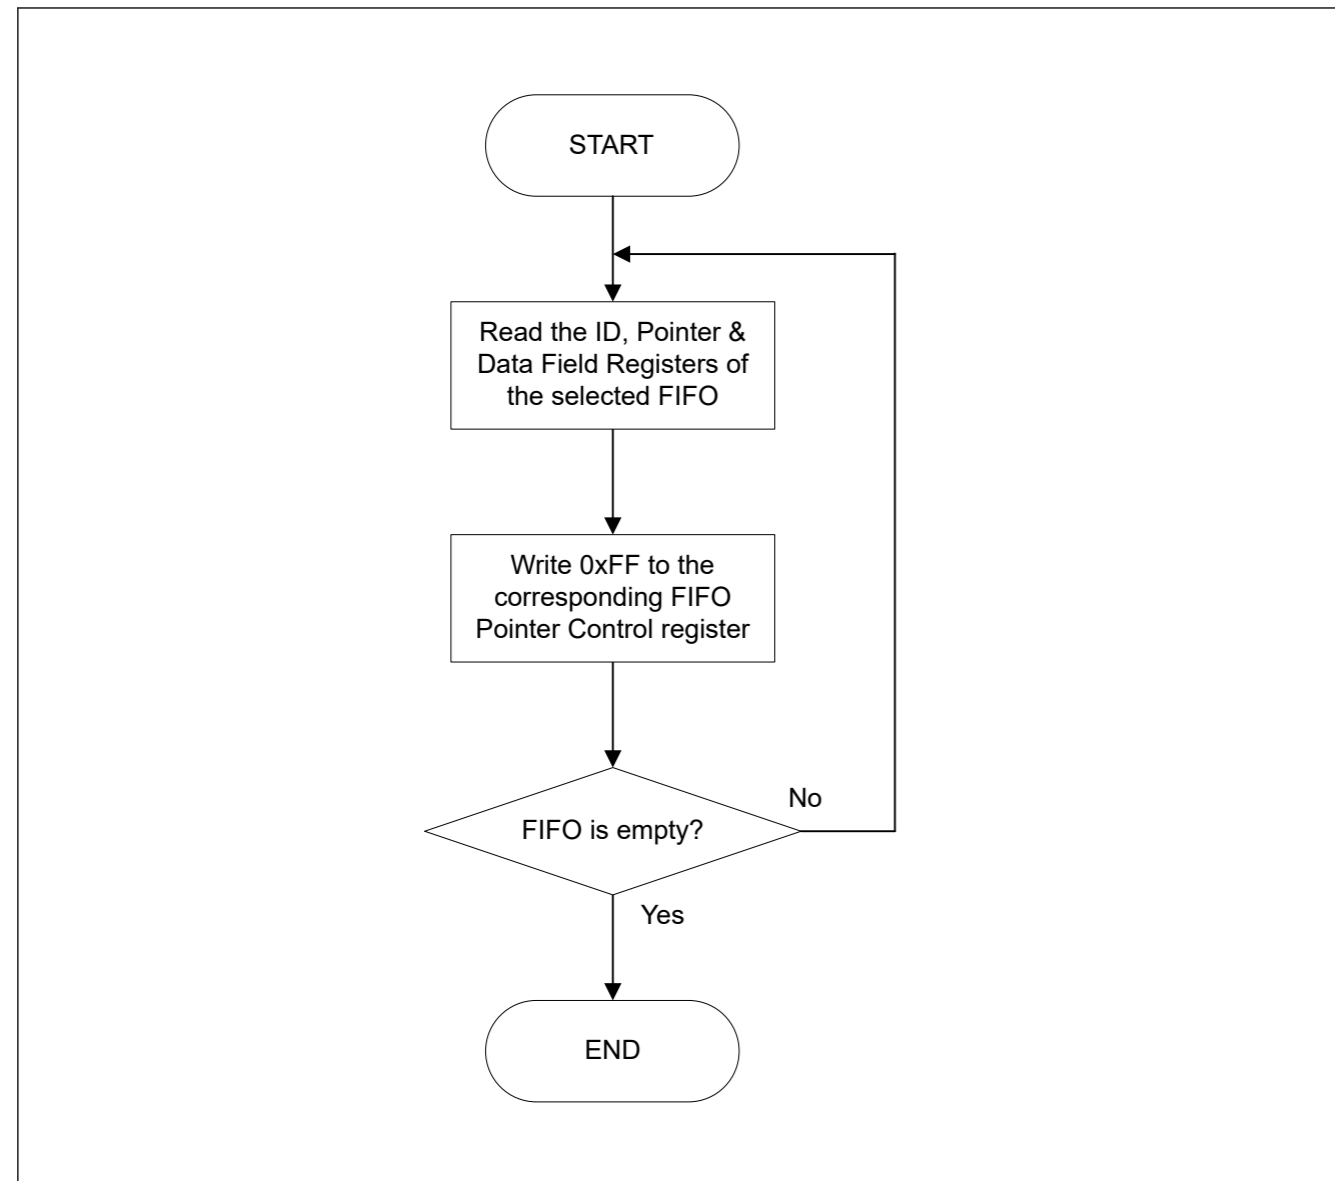 START
Read the ID, Pointer &
Data Field Registers of
the selected FIFO
Write 0xFF to the
corresponding FIFO
Pointer Control register
No
FIFO is empty?
Yes
END